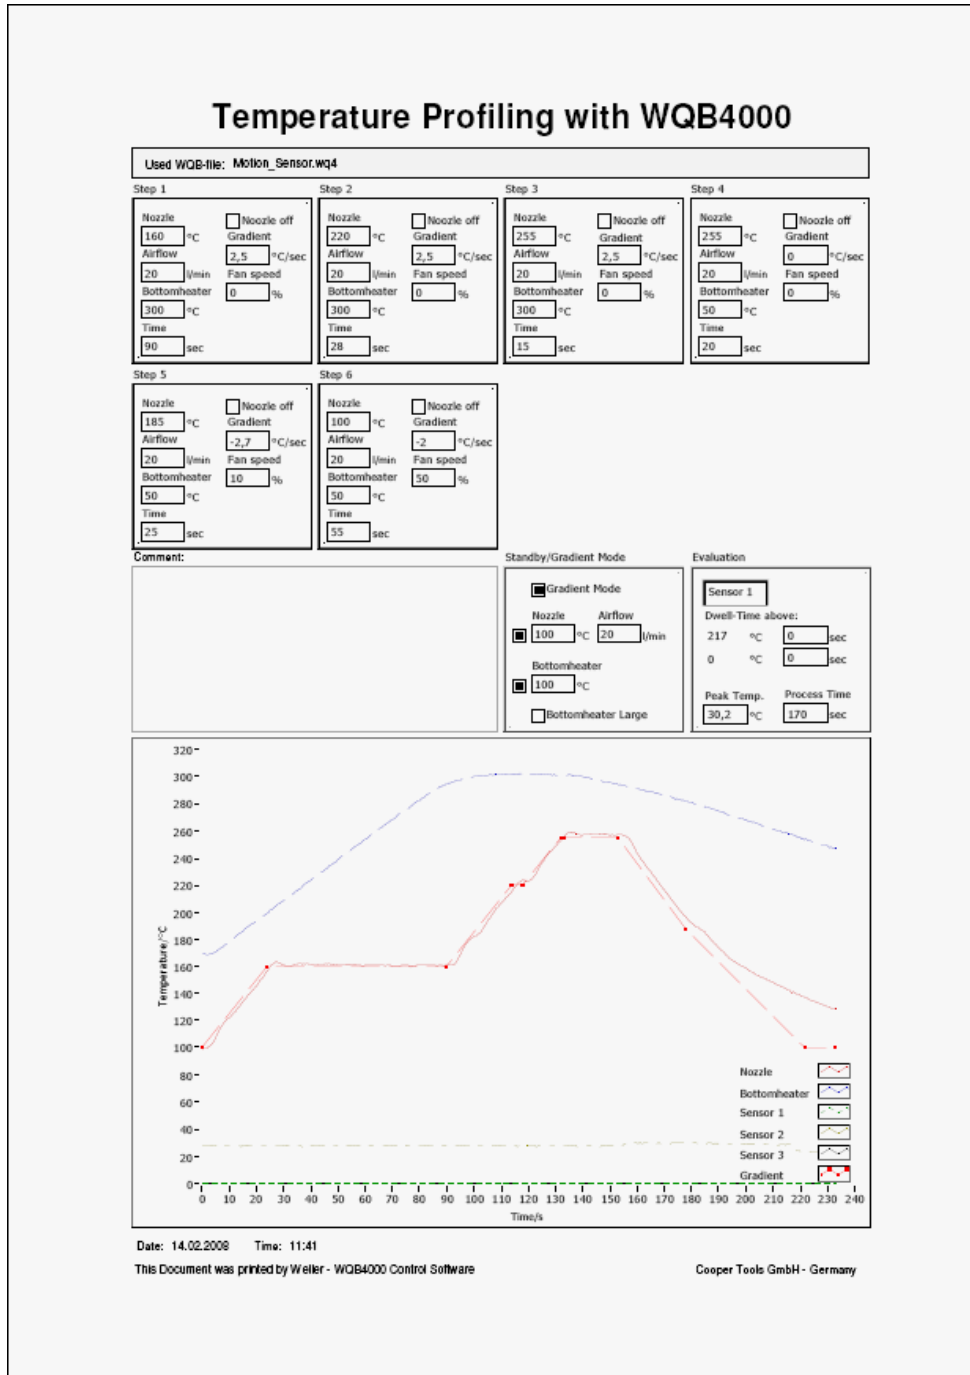 Temperature Profiling with WQB4000
Used WQB-file: Motion_Sensor.wq4
Step 1
Nozzle
160 °C
Airflow
20 l/min
Bottomheater
300 °C
Time
90 sec
Noozle off
Gradient
2,5 °C/sec
Fan speed
0 %
Step 2
Nozzle
220 °C
Airflow
20 l/min
Bottomheater
300 °C
Time
28 sec
Noozle off
Gradient
2,5 °C/sec
Fan speed
0 %
Step 3
Nozzle
255 °C
Airflow
20 l/min
Bottomheater
300 °C
Time
15 sec
Noozle off
Gradient
2,5 °C/sec
Fan speed
0 %
Step 4
Nozzle
255 °C
Airflow
20 l/min
Bottomheater
50 °C
Time
20 sec
Noozle off
Gradient
0 °C/sec
Fan speed
0 %
Step 5
Nozzle
185 °C
Airflow
20 l/min
Bottomheater
50 °C
Time
25 sec
Noozle off
Gradient
-2,7 °C/sec
Fan speed
10 %
Step 6
Nozzle
100 °C
Airflow
20 l/min
Bottomheater
50 °C
Time
55 sec
Noozle off
Gradient
-2 °C/sec
Fan speed
50 %
Comment:
Standby/Gradient Mode
Gradient Mode
Nozzle Airflow
100 °C 20 l/min
Bottomheater
100 °C
Bottomheater Large
Evaluation
Sensor 1
Dwell-Time above:
217 °C 0 sec
0 °C 0 sec
Peak Temp. Process Time
30,2 °C 170 sec
Temperature/°C
320
300
280
260
240
220
200
180
160
140
120
100
80
60
40
20
0
Nozzle
Bottomheater
Sensor 1
Sensor 2
Sensor 3
Gradient
0 10 20 30 40 50 60 70 80 90 100 110 120 130 140 150 160 170 180 190 200 210 220 230 240
Time/s
Date: 14.02.2008 Time: 11:41
This Document was printed by Weller - WQB4000 Control Software Cooper Tools GmbH - Germany